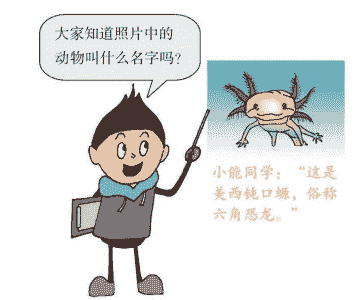 大家知道照片中的
动物叫什么名字吗?
小能同学:“这是
美西钝口螈,俗称
六角恐龙。”